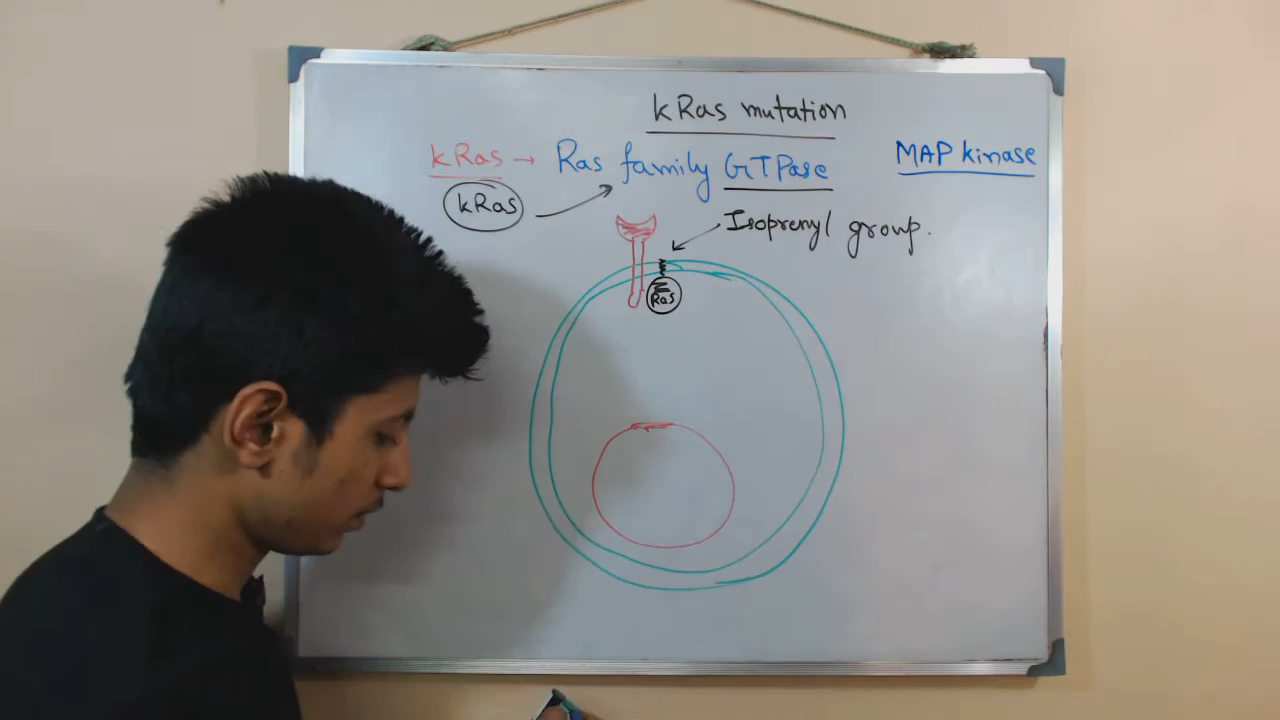 kRas mutation
kRas → Ras family GTPase
MAP kinase
kRas
Isoprenyl group.
Ras